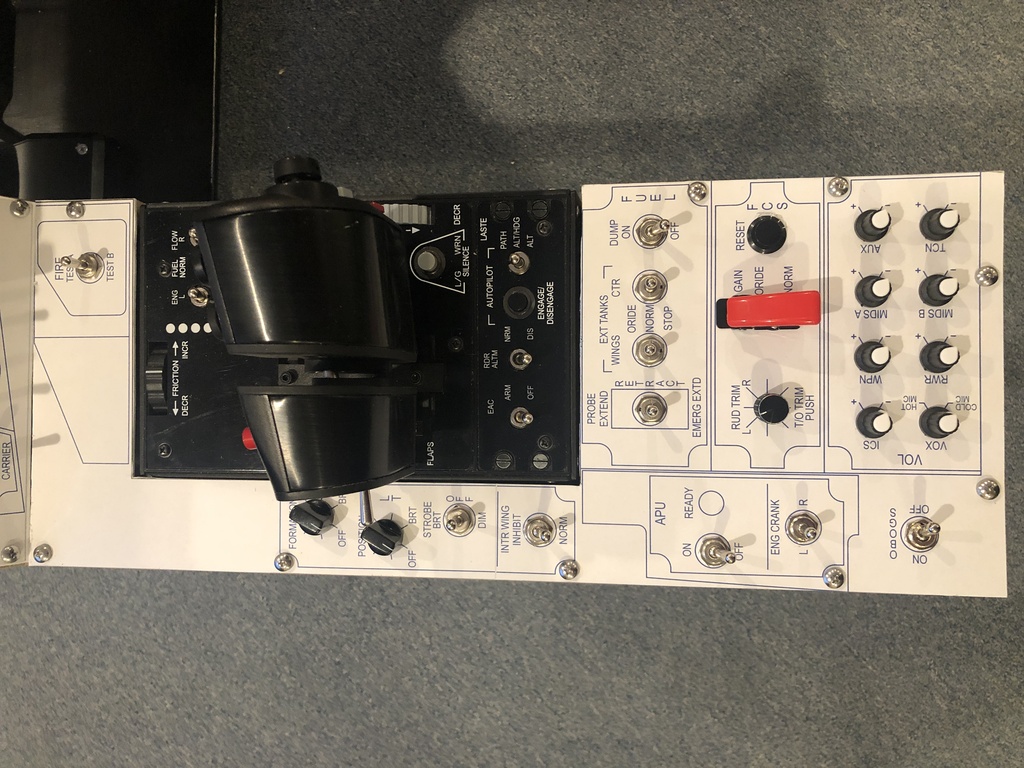 CARRIER
FIRE
TEST A
TEST B
FRICTION
DECR INCR
ENG
L
FUEL
NORM
FLOW
R
OFF
POSITION
OFF BRT
L
T
STROBE
BRT
OFF
DIM
INTR WING
INHIBIT
NORM
FLAPS
L/G WRN
SILENCE
DECR
EAC
ARM
OFF
RDR
ALTM
NRM
DIS
AUTOPILOT
ENGAGE/
DISENGAGE
LASTE
PATH
ALT/HDG
ALT
PROBE
EXTEND
RETRACT
EMERG EXTD
EXT TANKS
WINGS CTR
ORIDE
NORM
STOP
DUMP
ON
OFF
FUEL
APU
ON READY
OFF
ENG CRANK
L R
RUD TRIM
L R
T/O TRIM
PUSH
GAIN
ORIDE
NORM
RESET
FCS
OBOGS
ON OFF
VOL
ICS + -
WPN + -
MIDS A + -
AUX + -
VOX
HOT
MIC
COLD
MIC
RWR + -
MIDS B + -
TCN + -